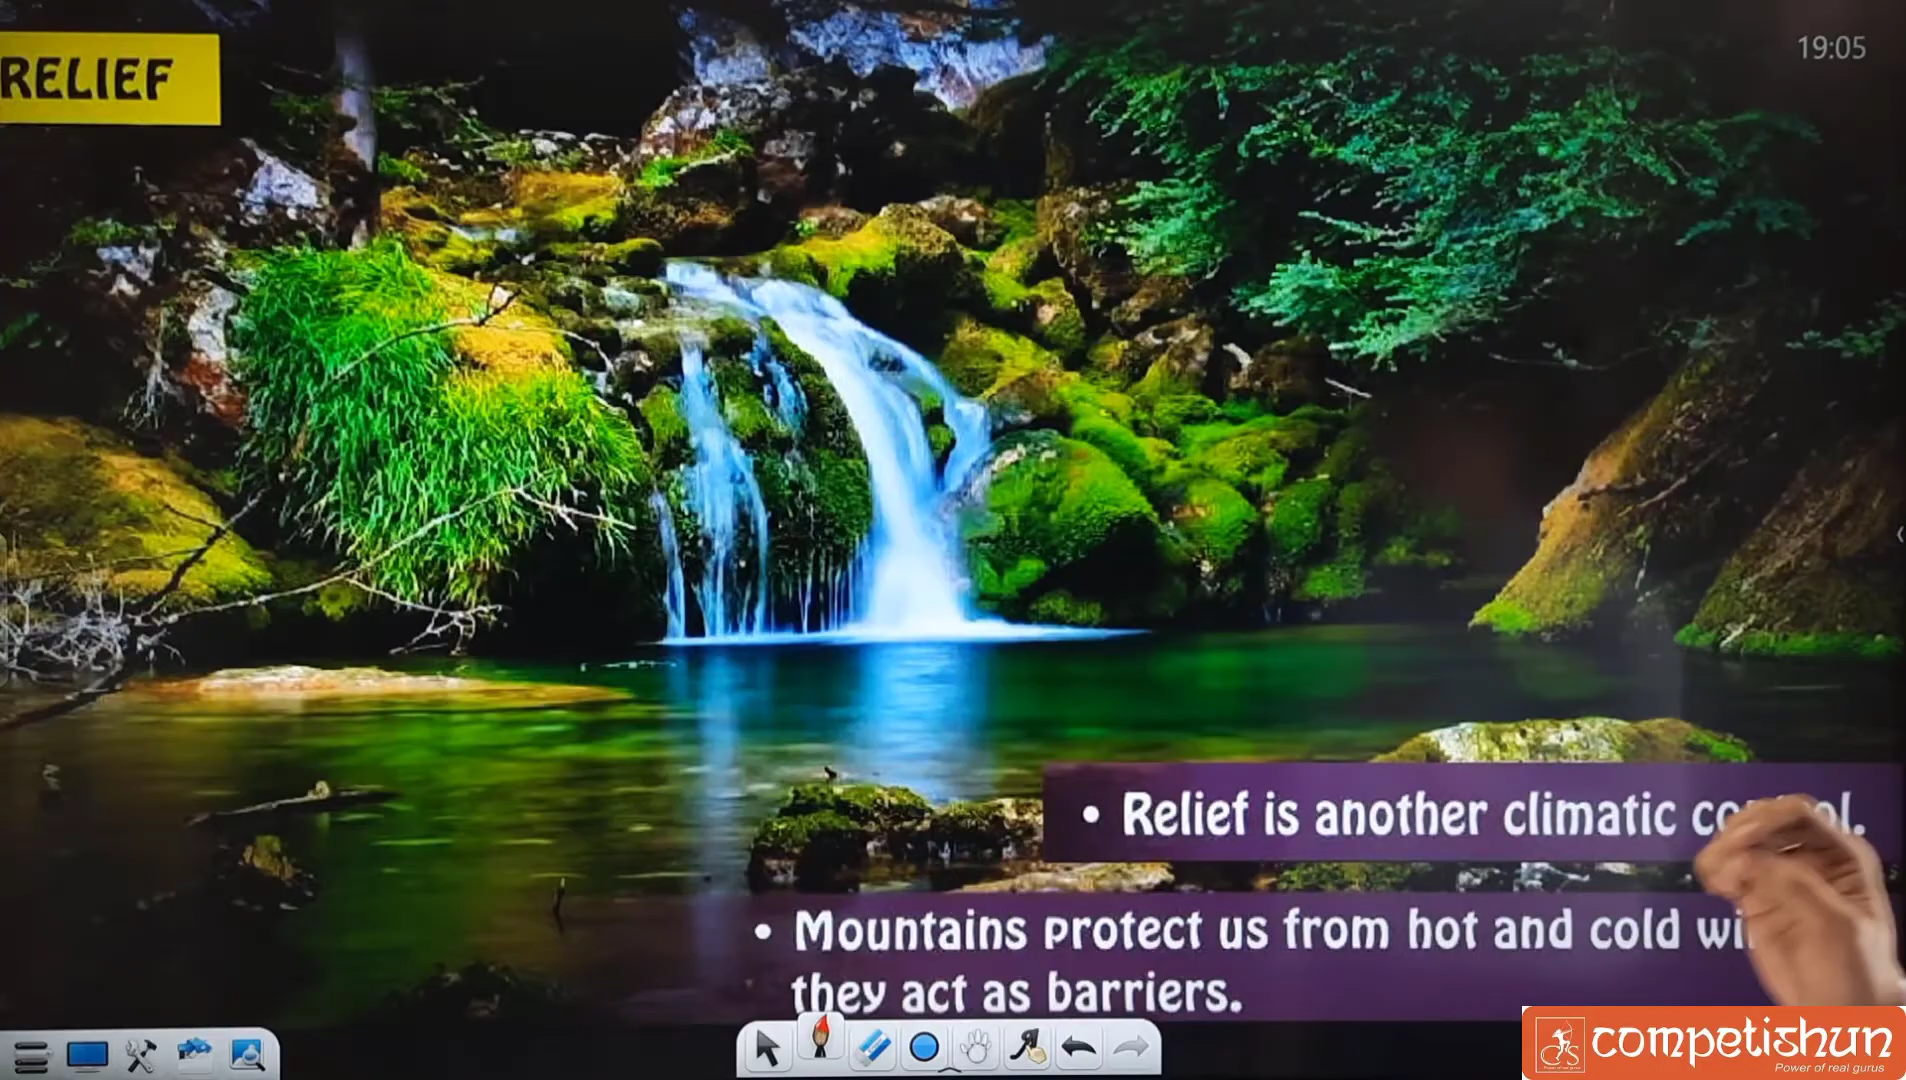 RELIEF
19:05
• Relief is another climatic
• Mountains protect us from hot and cold
they act as barriers.
competishun
Power of real gurus